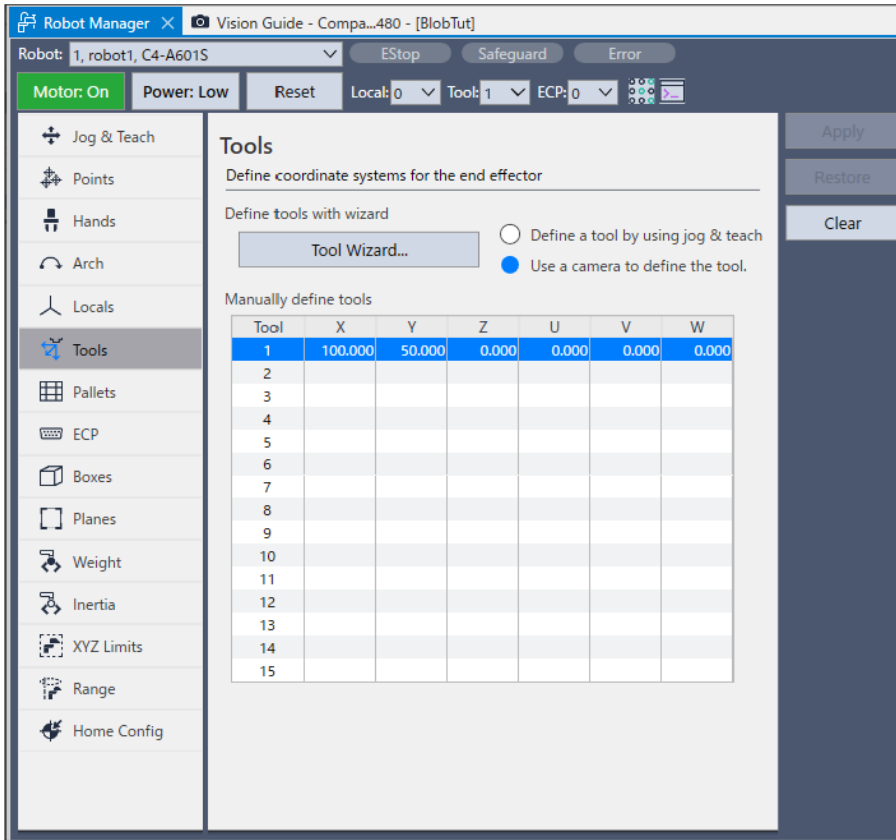 Robot Manager Vision Guide - Compa...480 - [BlobTut]
Robot: 1, robot1, C4-A601S EStop Safeguard Error
Motor: On Power: Low Reset Local: 0 Tool: 1 ECP: 0
Jog & Teach
Points
Hands
Arch
Locals
Tools
Pallets
ECP
Boxes
Planes
Weight
Inertia
XYZ Limits
Range
Home Config
Tools
Define coordinate systems for the end effector
Define tools with wizard
Tool Wizard...
Define a tool by using jog & teach
Use a camera to define the tool.
Manually define tools
Tool X Y Z U V W
1 100.000 50.000 0.000 0.000 0.000 0.000
2
3
4
5
6
7
8
9
10
11
12
13
14
15
Apply
Restore
Clear